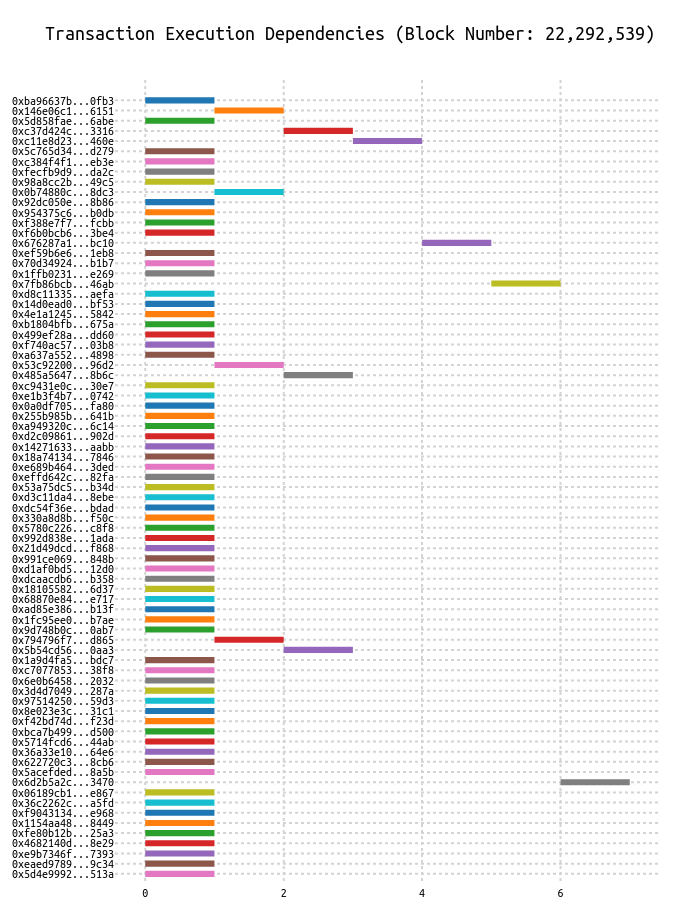 Transaction Execution Dependencies (Block Number: 22,292,539)
0xba96637b...0fb3
0x146e06c1...6151
0x5d858fae...6abe
0xc37d424c...3316
0xc11e8d23...460e
0x5c765d34...d279
0xc384f4f1...eb3e
0xfecfb9d9...da2c
0x98a8cc2b...49c5
0x0b74880c...8dc3
0x92dc050e...8b86
0x954375c6...b0db
0xf388e7f7...fcbb
0xf6b0bcb6...3be4
0x676287a1...bc10
0xef59b6e6...1eb8
0x70d34924...b1b7
0x1ffb0231...e269
0x7fb86bcb...46ab
0xd8c11335...aefa
0x14d0ead0...bf53
0x4e1a1245...5842
0xb1804bfb...675a
0x499ef28a...dd60
0xf740ac57...03b8
0xa637a552...4898
0x53c92200...96d2
0x485a5647...8b6c
0xc9431e0c...30e7
0xe1b3f4b7...0742
0x0a0df705...fa80
0x255b985b...641b
0xa949320c...6c14
0xd2c09861...902d
0x14271633...aabb
0x18a74134...7846
0xe689b464...3ded
0xeffd642c...82fa
0x53a75dc5...b34d
0xd3c11da4...8ebe
0xdc54f36e...bdad
0x330a8d8b...f50c
0x5780c226...c8f8
0x992d838e...1ada
0x21d49dcd...f868
0x991ce069...848b
0xd1af0bd5...12d0
0xdcaacdb6...b358
0x18105582...6d37
0x68870e84...e717
0xad85e386...b13f
0x1fc95ee0...b7ae
0x9d748b0c...0ab7
0x794796f7...d865
0x5b54cd56...0aa3
0x1a9d4fa5...bdc7
0xc7077853...38f8
0x6e0b6458...2032
0x3d4d7049...287a
0x97514250...59d3
0x8e023e3c...31c1
0xf42bd74d...f23d
0xbca7b499...d500
0x5714fcd6...44ab
0x36a33e10...64e6
0x622720c3...8cb6
0x5acefded...8a5b
0x6d2b5a2c...3470
0x06189cb1...e867
0x36c2262c...a5fd
0xf9043134...e968
0x1154aa48...8449
0xfe80b12b...25a3
0x4682140d...8e29
0xe9b7346f...7393
0xeaed9789...9c34
0x5d4e9992...513a
0 2 4 6